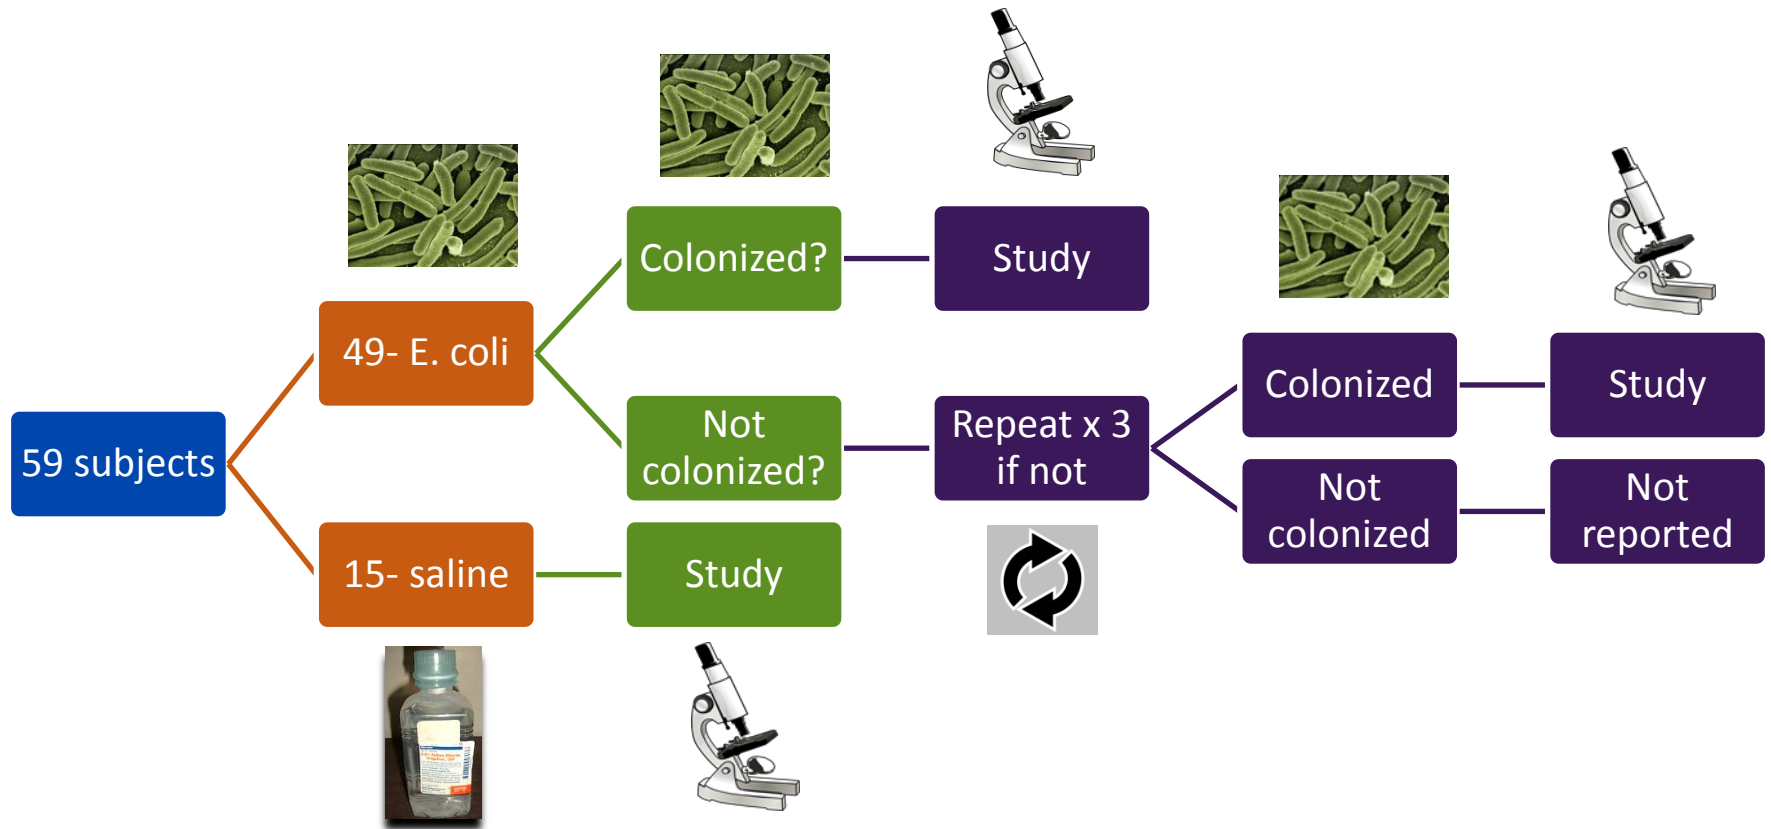 59 subjects
49- E. coli
15- saline
Colonized?
Not
colonized?
Study
Study
Repeat x 3
if not
Colonized
Not
colonized
Study
Not
reported